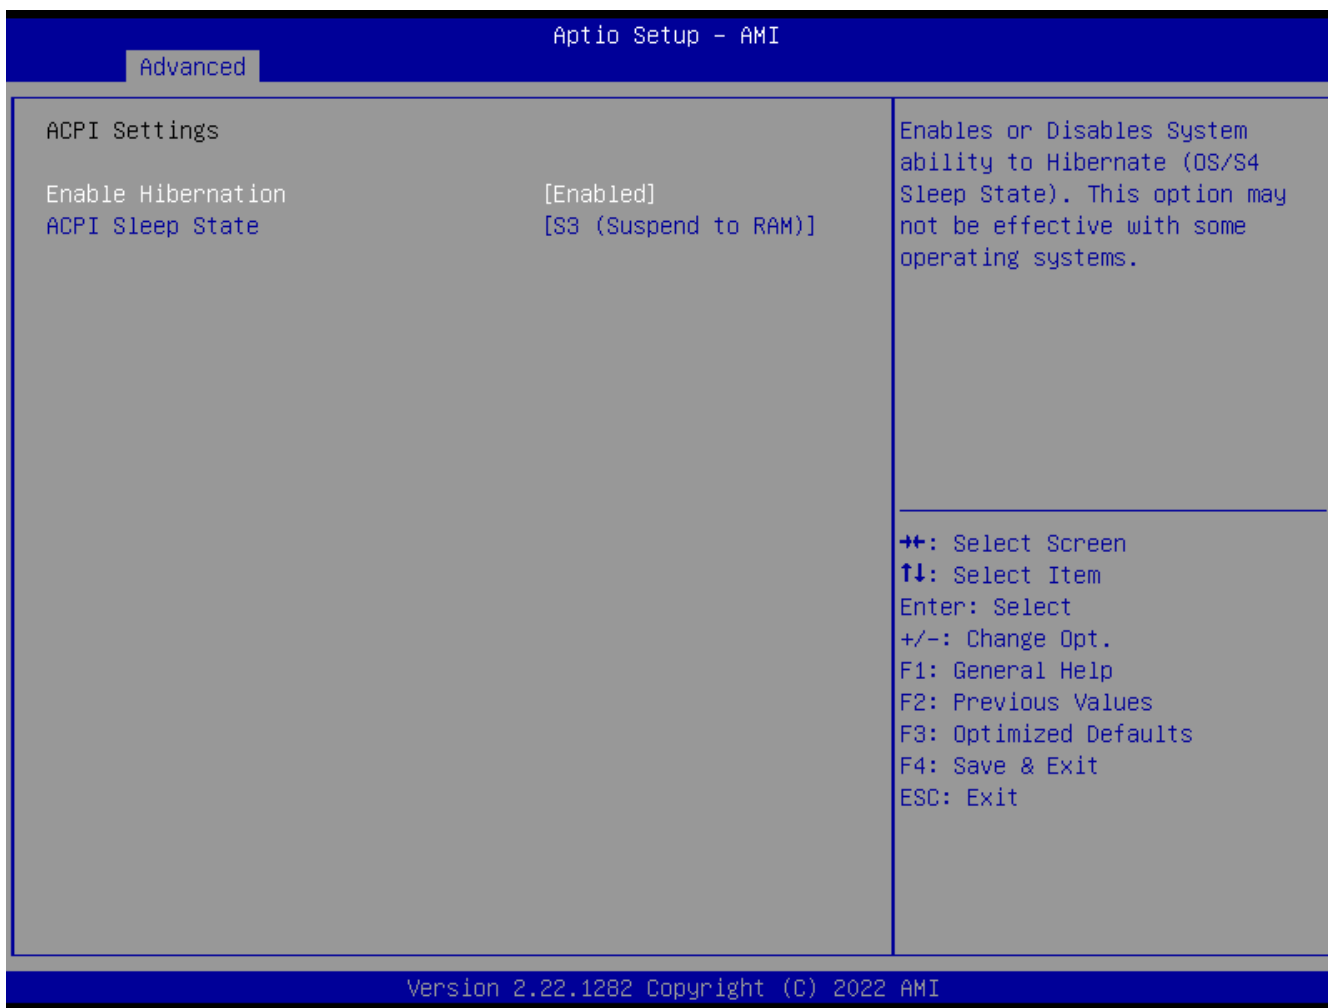 Aptio Setup – AMI
Advanced
ACPI Settings
Enable Hibernation [Enabled]
ACPI Sleep State [S3 (Suspend to RAM)]
Enables or Disables System
ability to Hibernate (OS/S4
Sleep State). This option may
not be effective with some
operating systems.
→←: Select Screen
↑↓: Select Item
Enter: Select
+/-: Change Opt.
F1: General Help
F2: Previous Values
F3: Optimized Defaults
F4: Save & Exit
ESC: Exit
Version 2.22.1282 Copyright (C) 2022 AMI